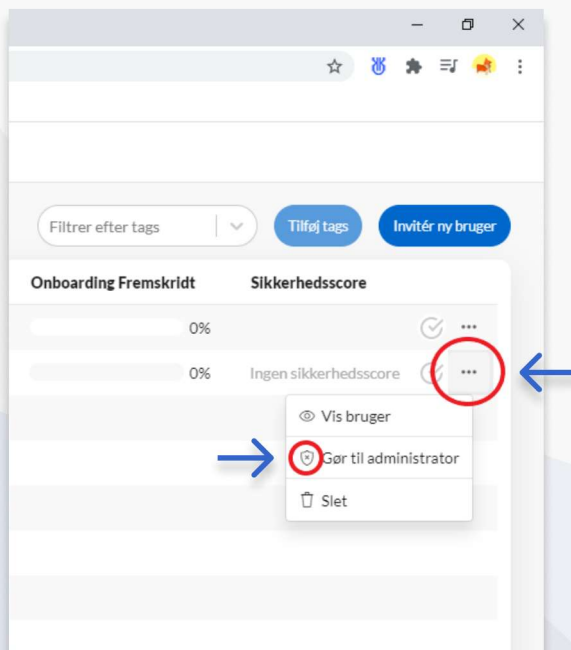 Filtrer efter tags
Tilføj tags
Invitér ny bruger
Onboarding Fremskridt
Sikkerhedsscore
0%
0%
Ingen sikkerhedsscore
Vis bruger
Gør til administrator
Slet